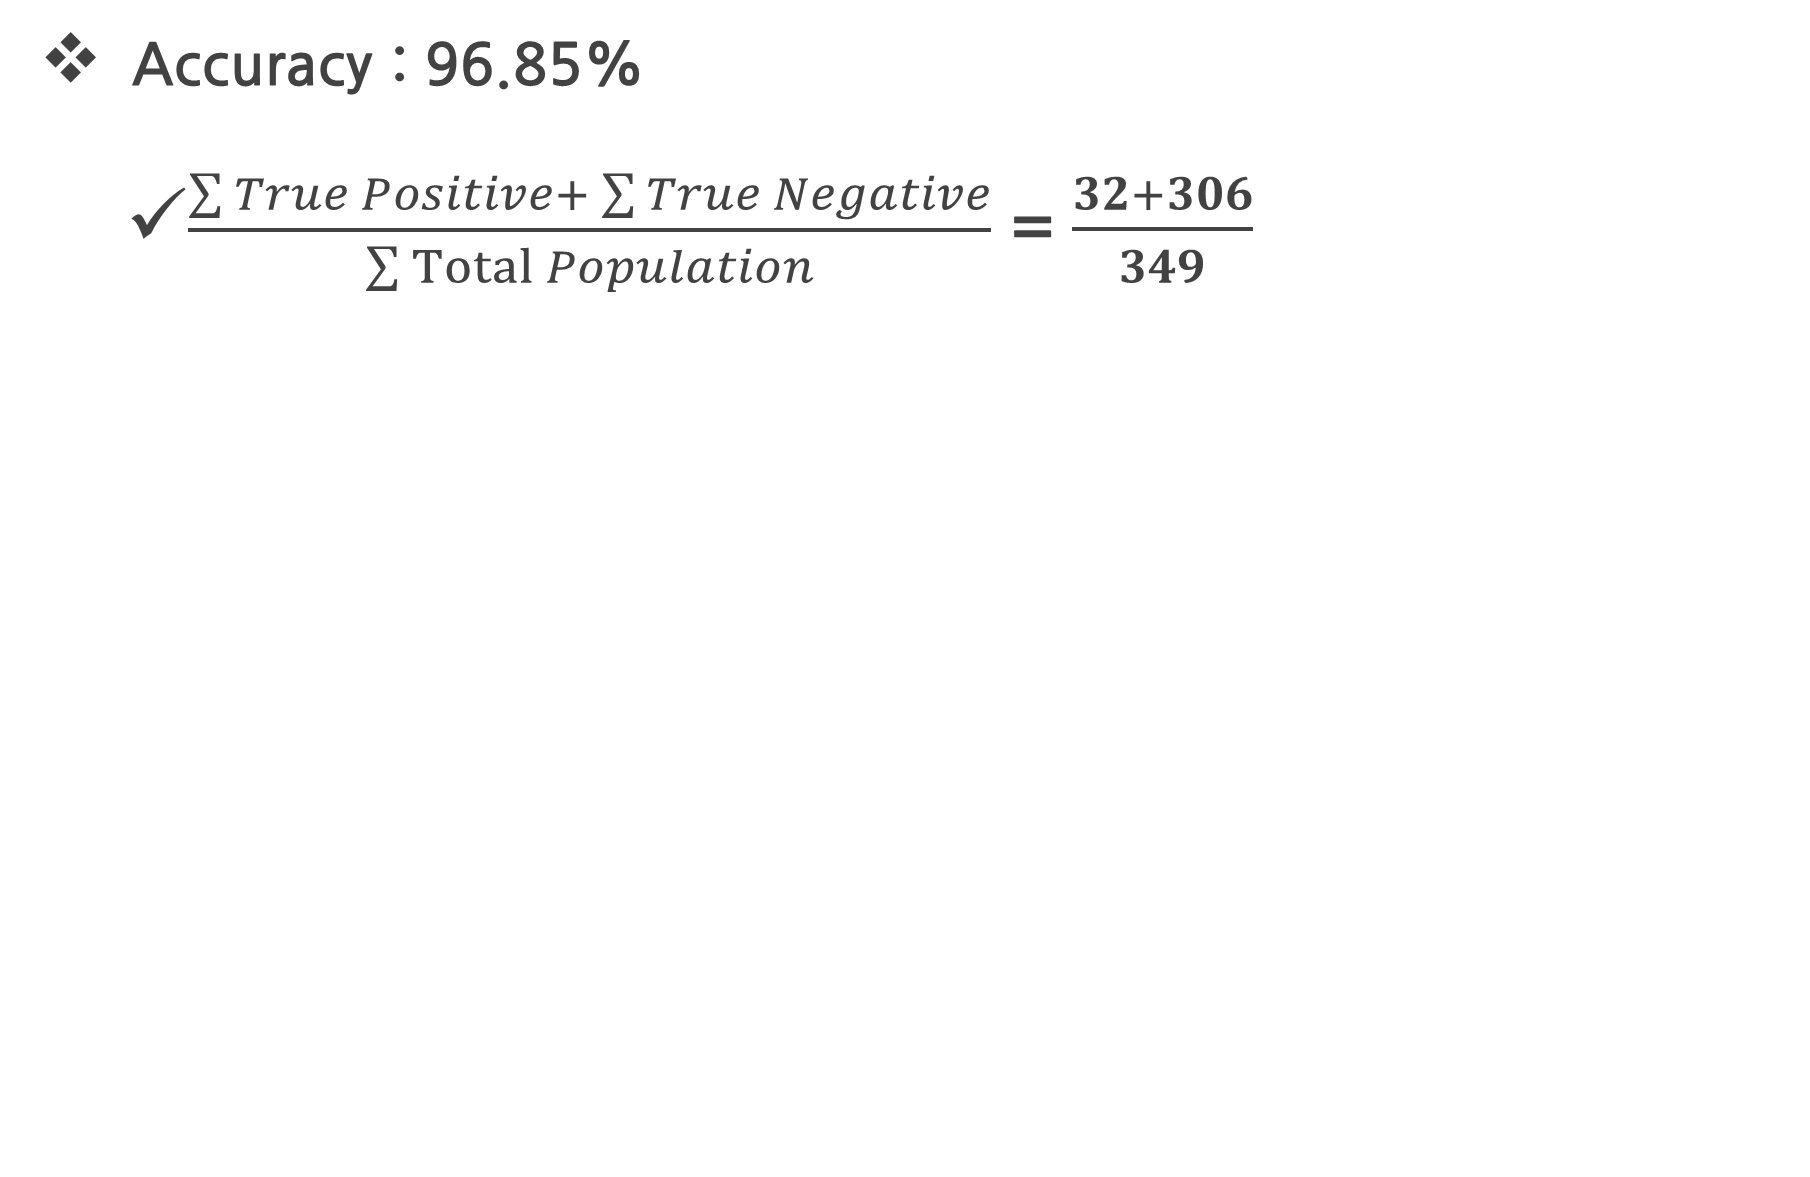 ❖ Accuracy : 96.85%
✓ (∑ True Positive+ ∑ True Negative) / (∑ Total Population) = (32+306) / 349